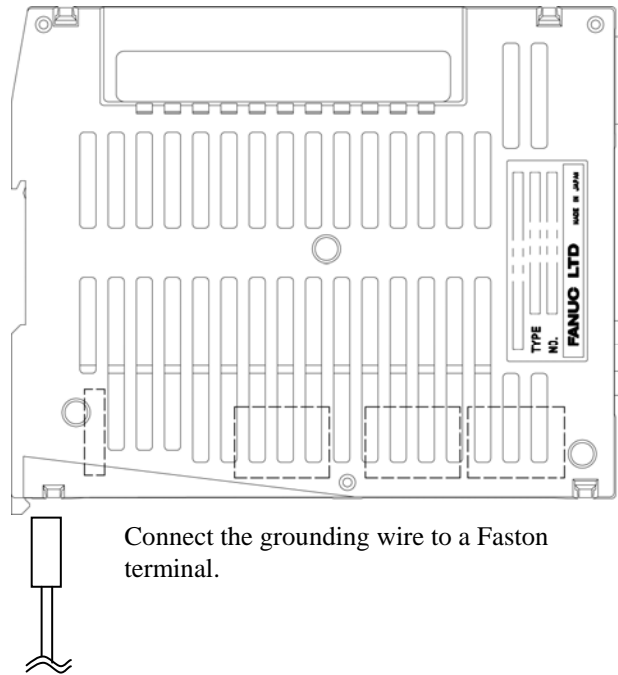 MADE IN JAPAN
FANUC LTD
TYPE
NO.
Connect the grounding wire to a Faston
terminal.